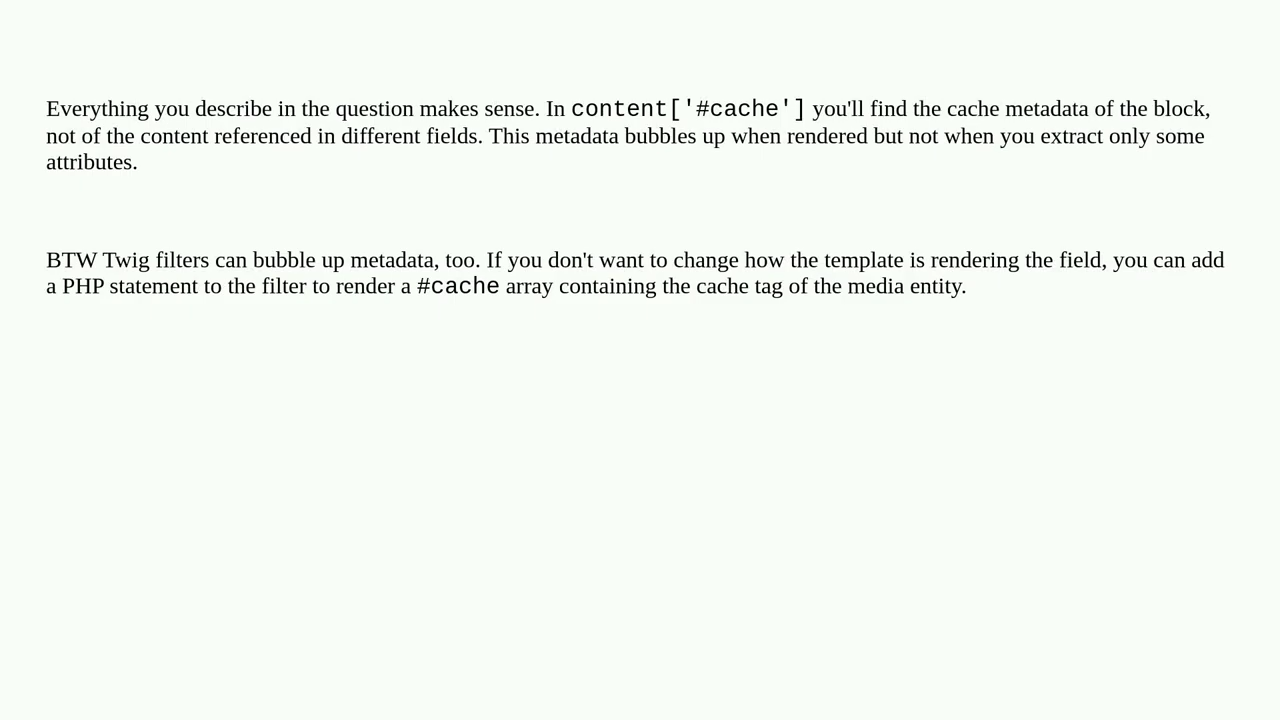 Everything you describe in the question makes sense. In content['#cache'] you'll find the cache metadata of the block,
not of the content referenced in different fields. This metadata bubbles up when rendered but not when you extract only some
attributes.
BTW Twig filters can bubble up metadata, too. If you don't want to change how the template is rendering the field, you can add
a PHP statement to the filter to render a #cache array containing the cache tag of the media entity.